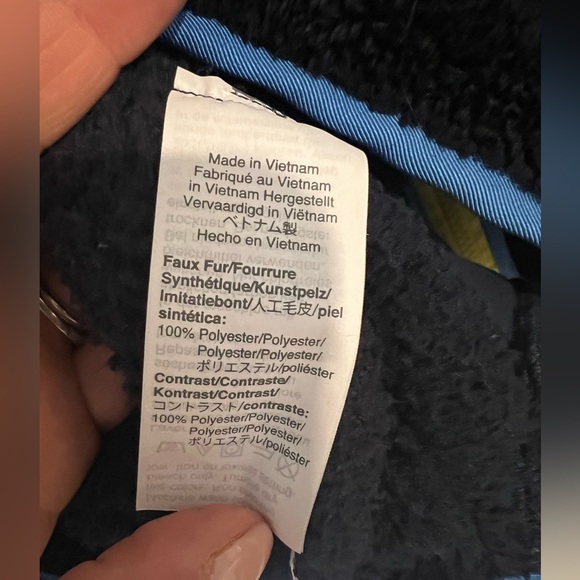 Made in Vietnam
Fabriqué au Vietnam
in Vietnam Hergestellt
Vervaardigd in Viëtnam
ベトナム製
Hecho en Vietnam
Faux Fur/Fourrure
Synthétique/Kunstpelz/
Imitatiebont/人工毛皮/piel
sintética:
100% Polyester/Polyester/
Polyester/Polyester/
ポリエステル/poliéster
Contrast/Contraste/
Kontrast/Contrast/
コントラスト/contraste:
100% Polyester/Polyester/
Polyester/Polyester/
ポリエステル/poliéster